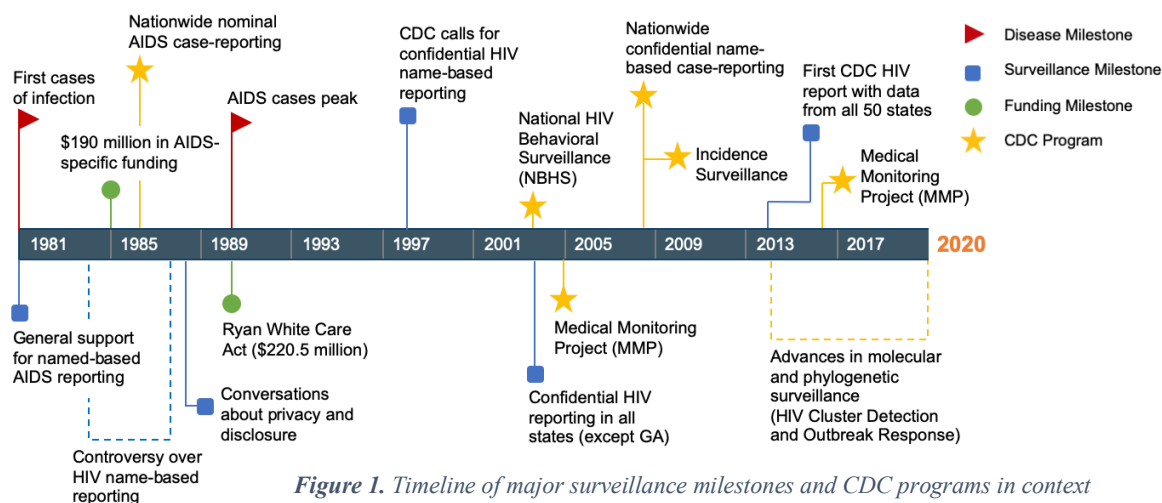 Nationwide nominal
AIDS case-reporting
First cases
of infection
$190 million in AIDS-
specific funding
AIDS cases peak
CDC calls for
confidential HIV
name-based
reporting
National HIV
Behavioral
Surveillance
(NBHS)
Nationwide
confidential name-
based case-reporting
Incidence
Surveillance
First CDC HIV
report with data
from all 50 states
Medical
Monitoring
Project (MMP)
Disease Milestone
Surveillance Milestone
Funding Milestone
CDC Program
1981 1985 1989 1993 1997 2001 2005 2009 2013 2017 2020
General support
for named-based
AIDS reporting
Controversy over
HIV name-based
reporting
Conversations
about privacy and
disclosure
Ryan White Care
Act ($220.5 million)
Confidential HIV
reporting in all
states (except GA)
Medical Monitoring
Project (MMP)
Advances in molecular
and phylogenetic
surveillance
(HIV Cluster Detection
and Outbreak Response)
Figure 1. Timeline of major surveillance milestones and CDC programs in context